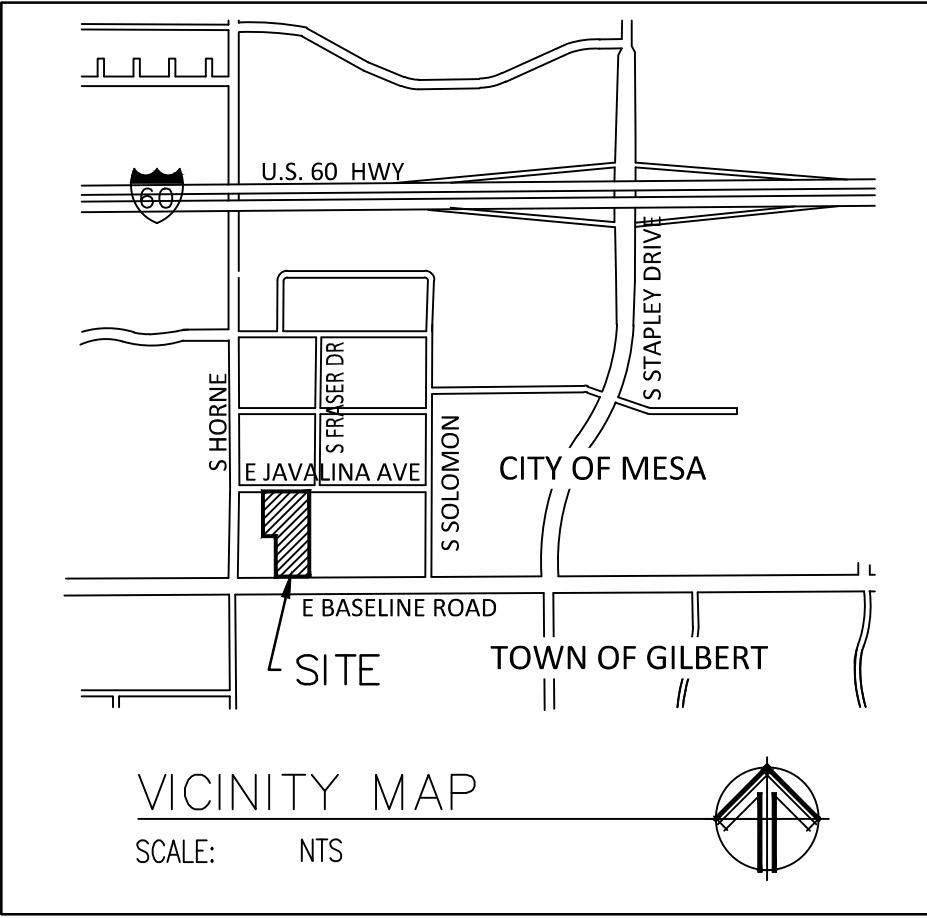 U.S. 60 HWY
60
S STAPLEY DRIVE
S FRASER DR
S HORNE
E JAVALINA AVE
S SOLOMON
CITY OF MESA
E BASELINE ROAD
SITE
TOWN OF GILBERT
VICINITY MAP
SCALE: NTS